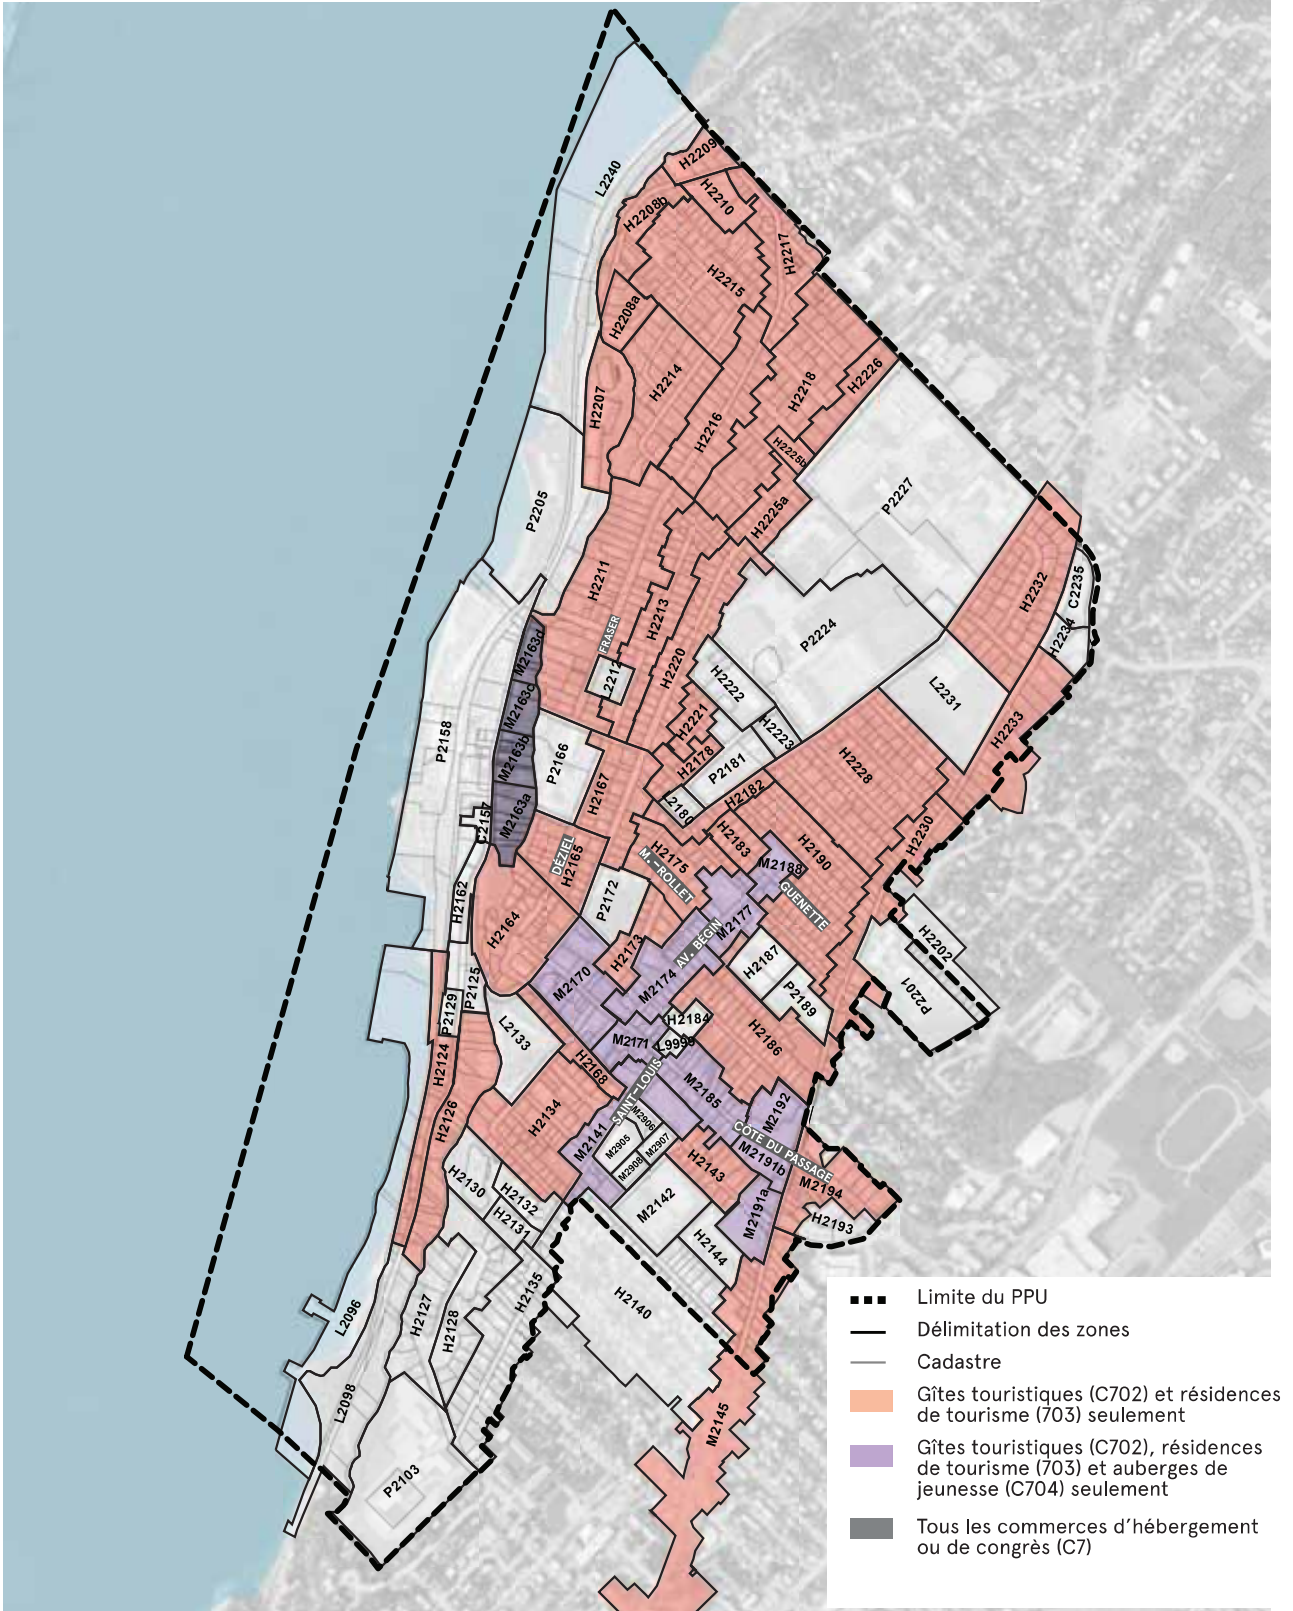 H2209
L2240
H2210
H2208b
H2217
H2215
H2208a
H2214
H2218
H2226
H2207
H2216
H2225b
P2227
P2205
H2225a
H2211
H2232
C2235
H2213
FRASER
P2224
H2234
M2163d
H2220
2212
H2222
L2231
M2163c
H2221
H2223
H2233
P2158
M2163b
P2166
H2178
P2181
H2228
H2167
H2182
L2180
M2163a
C2157
H2183
H2230
H2190
DÉZIEL
H2165
H2175
M.-ROLLET
M2188
GUENETTE
H2162
P2172
H2164
M2177
AV. BÉGIN
H2202
H2173
H2187
M2170
M2174
P2125
P2129
P2189
P2201
L2133
H2184
M2171
L9999
H2186
H2124
H2168
SAINT-LOUIS
M2185
H2126
H2134
M2906
M2192
M2141
M2905
M2907
CÔTE DU PASSAGE
M2908
H2143
M2191b
H2130
H2132
M2194
H2131
M2142
M2191a
H2193
H2144
H2135
H2140
L2096
H2127
H2128
L2098
M2145
P2103
Limite du PPU
Délimitation des zones
Cadastre
Gîtes touristiques (C702) et résidences
de tourisme (703) seulement
Gîtes touristiques (C702), résidences
de tourisme (703) et auberges de
jeunesse (C704) seulement
Tous les commerces d'hébergement
ou de congrès (C7)